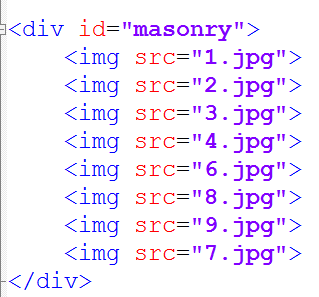 <div id="masonry">
    <img src="1.jpg">
    <img src="2.jpg">
    <img src="3.jpg">
    <img src="4.jpg">
    <img src="6.jpg">
    <img src="8.jpg">
    <img src="9.jpg">
    <img src="7.jpg">
</div>